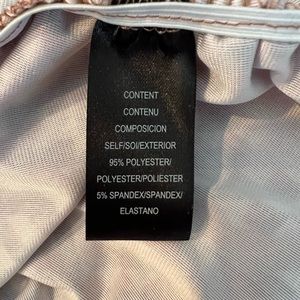 CONTENT
CONTENU
COMPOSICION
SELF/SOI/EXTERIOR
95% POLYESTER/
POLYESTER/POLIESTER
5% SPANDEX/SPANDEX/
ELASTANO